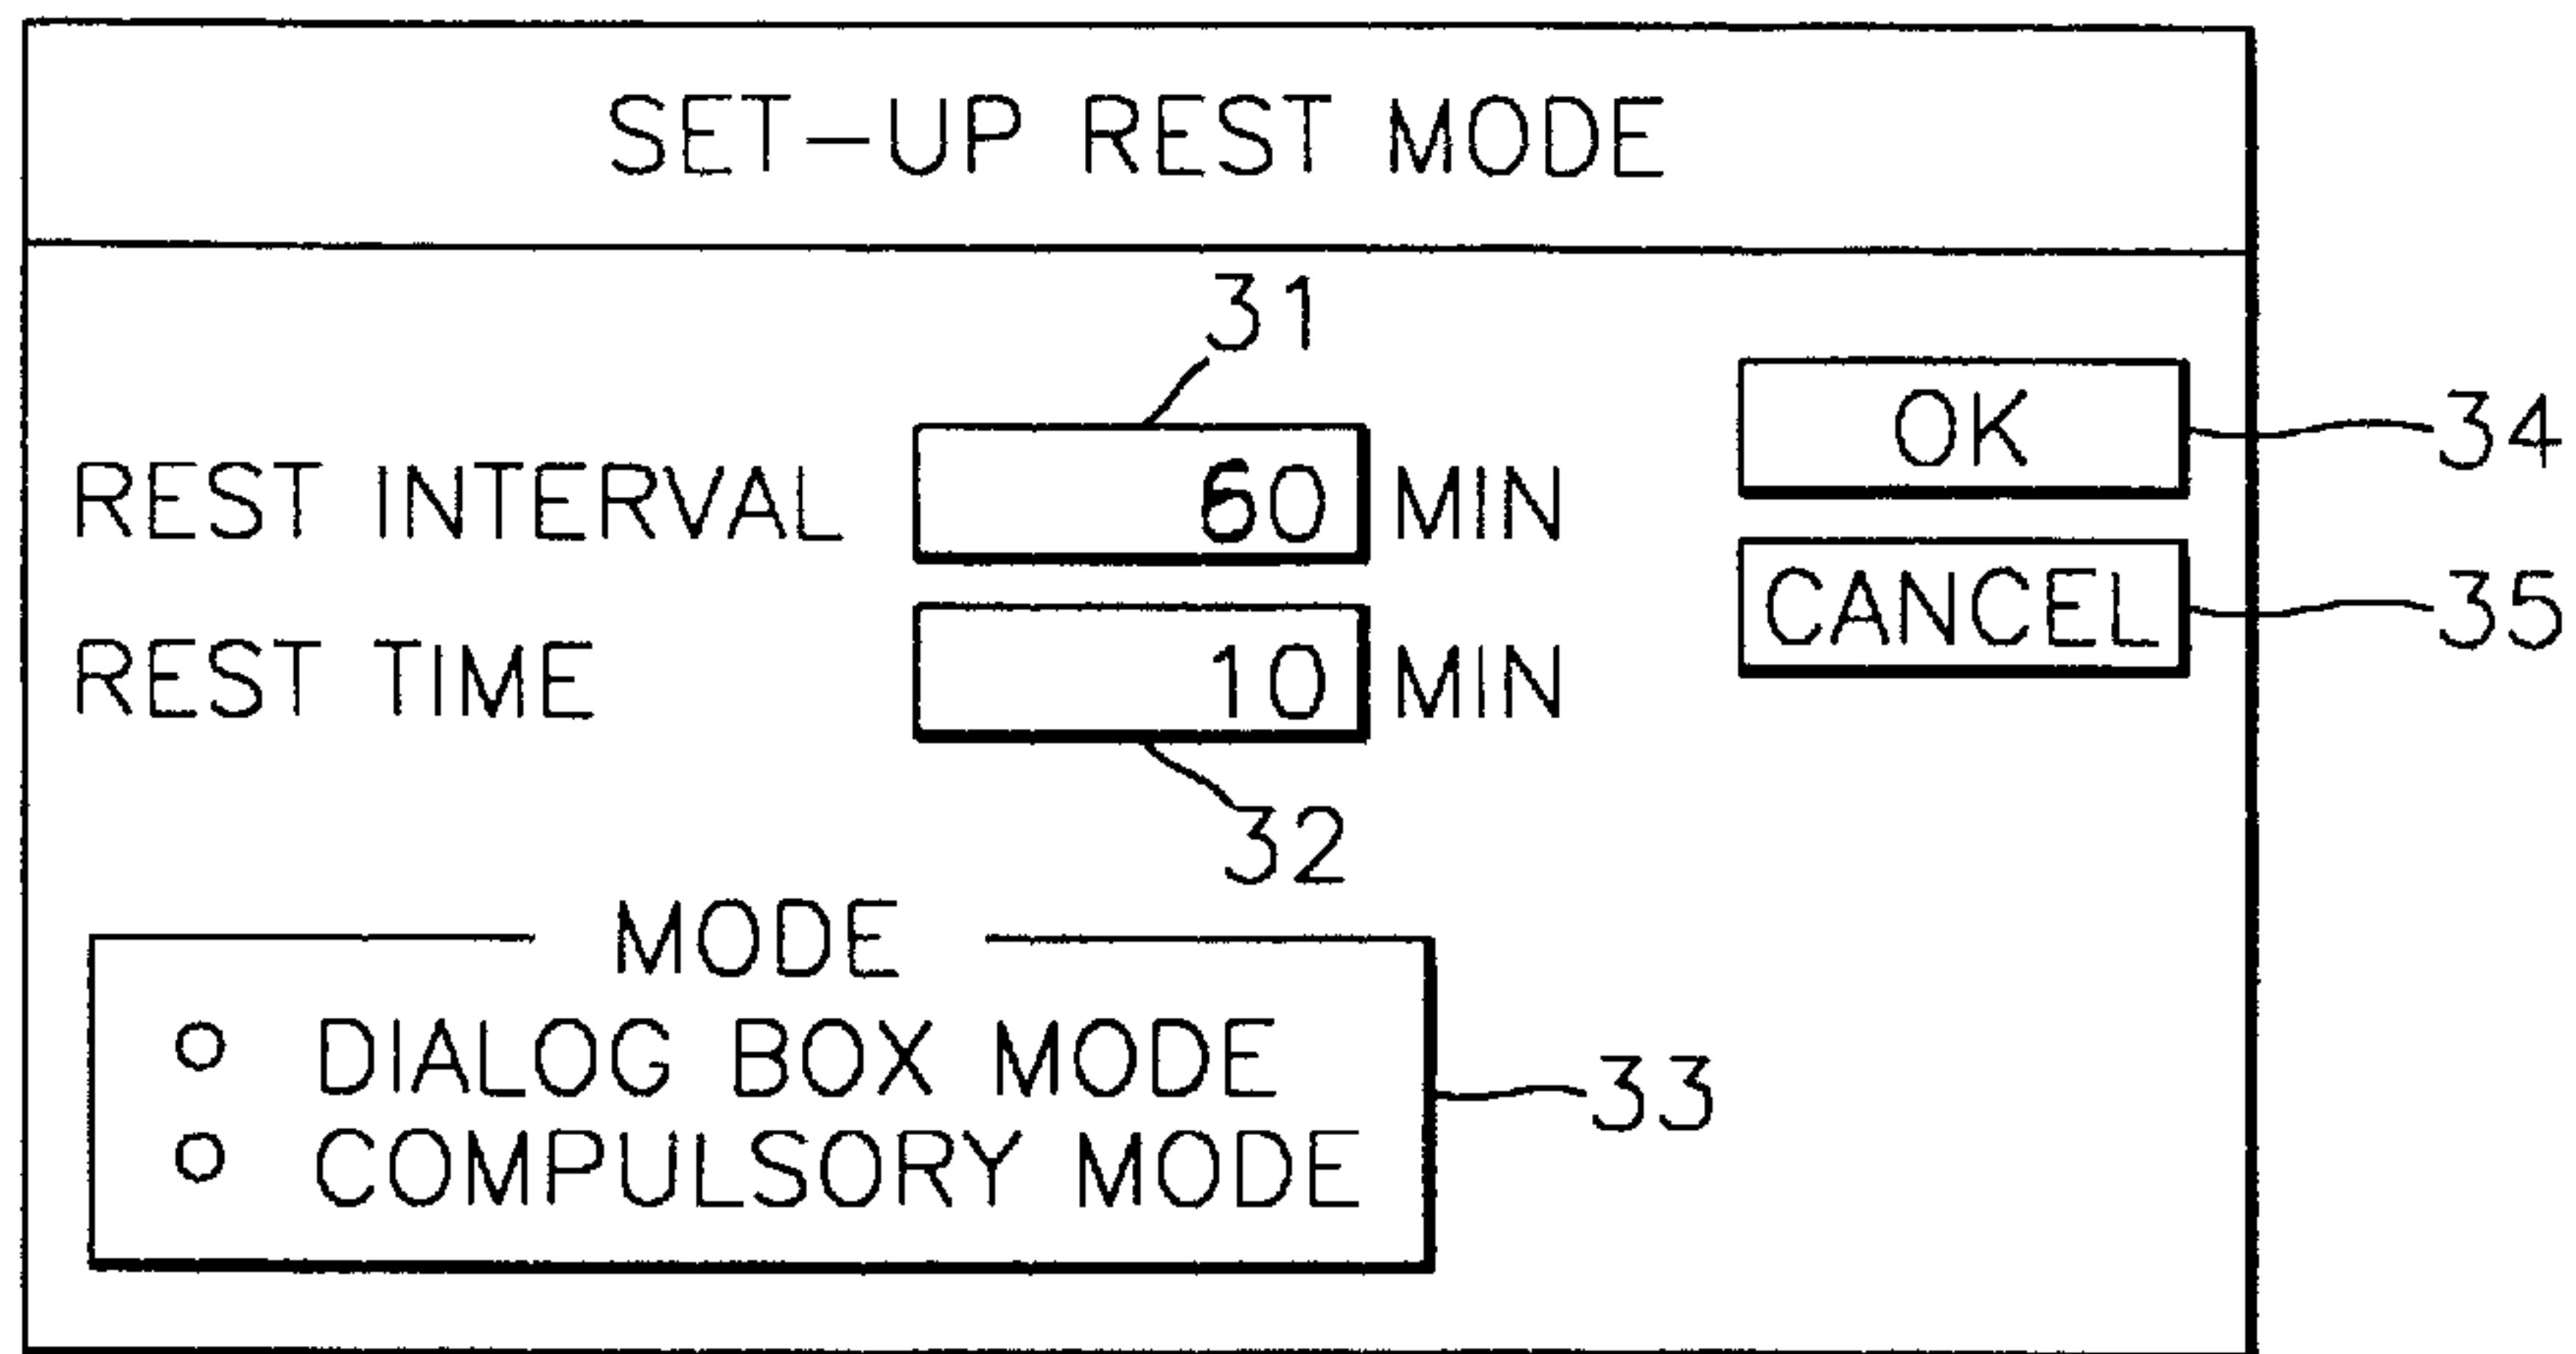 SET-UP REST MODE
31
REST INTERVAL 60 MIN
OK 34
CANCEL 35
REST TIME 10 MIN
32
MODE
DIALOG BOX MODE
COMPULSORY MODE
33